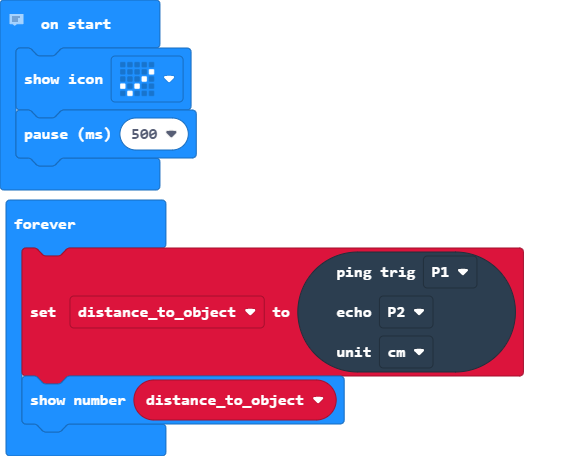 on start
show icon
pause (ms) 500
forever
ping trig P1
set distance_to_object to echo P2
unit cm
show number distance_to_object